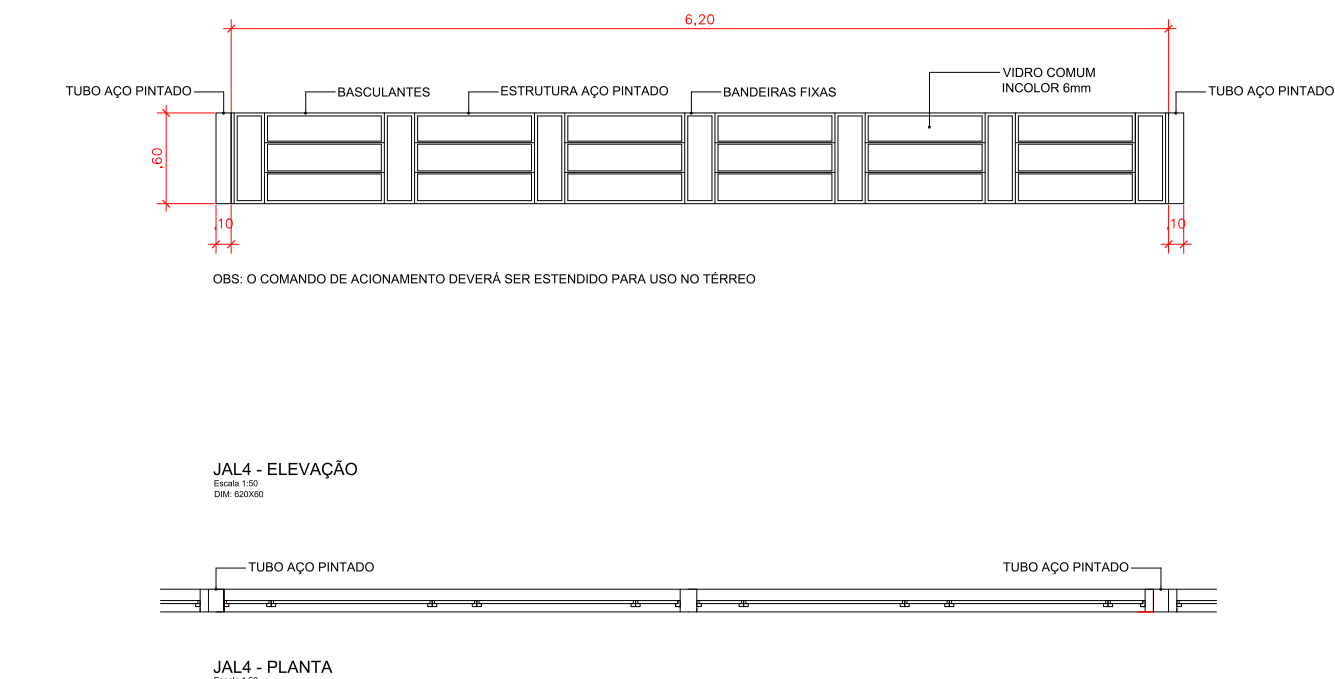 6,20
VIDRO COMUM
INCOLOR 6mm
TUBO AÇO PINTADO
BASCULANTES
ESTRUTURA AÇO PINTADO
BANDEIRAS FIXAS
TUBO AÇO PINTADO
,60
,10
,10
OBS: O COMANDO DE ACIONAMENTO DEVERÁ SER ESTENDIDO PARA USO NO TÉRREO
JAL4 - ELEVAÇÃO
Escala 1:50
DIM: 620X60
TUBO AÇO PINTADO
TUBO AÇO PINTADO
JAL4 - PLANTA